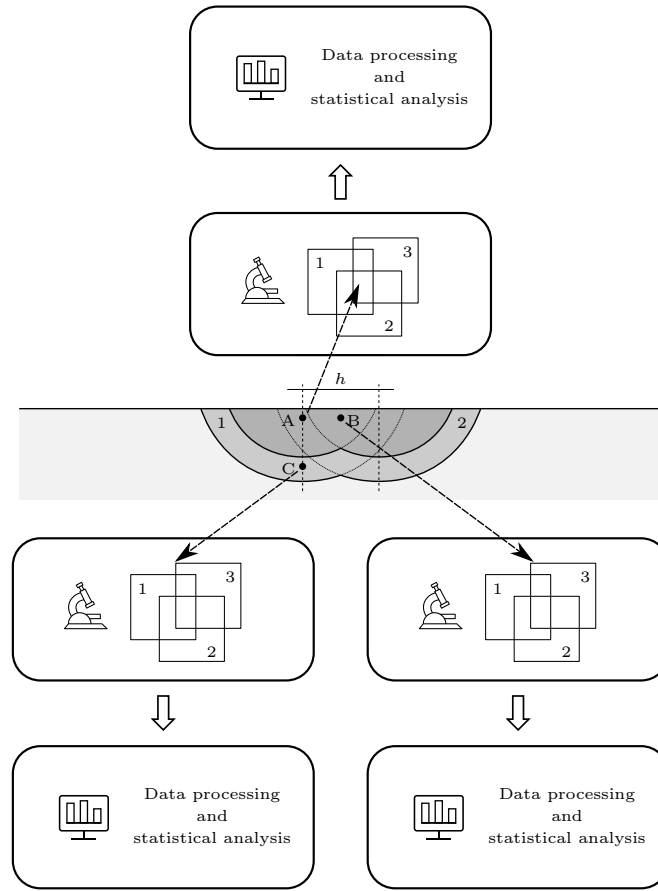 Data processing
and
statistical analysis
1
3
2
h
1
A
B
2
C
1
3
2
1
3
2
Data processing
and
statistical analysis
Data processing
and
statistical analysis